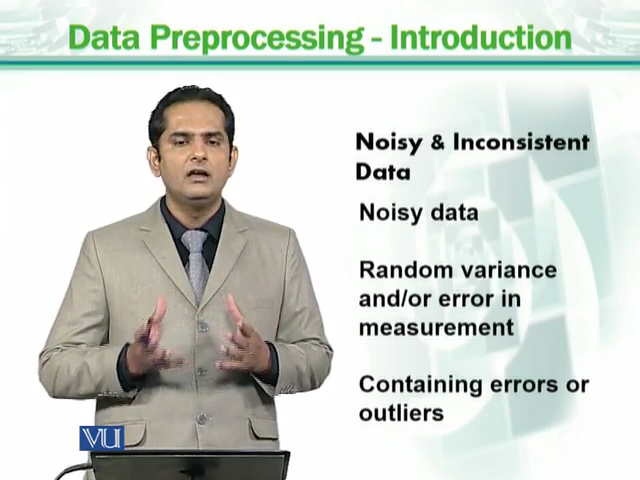 Data Preprocessing - Introduction
Noisy & Inconsistent
Data
Noisy data
Random variance
and/or error in
measurement
Containing errors or
outliers
VU